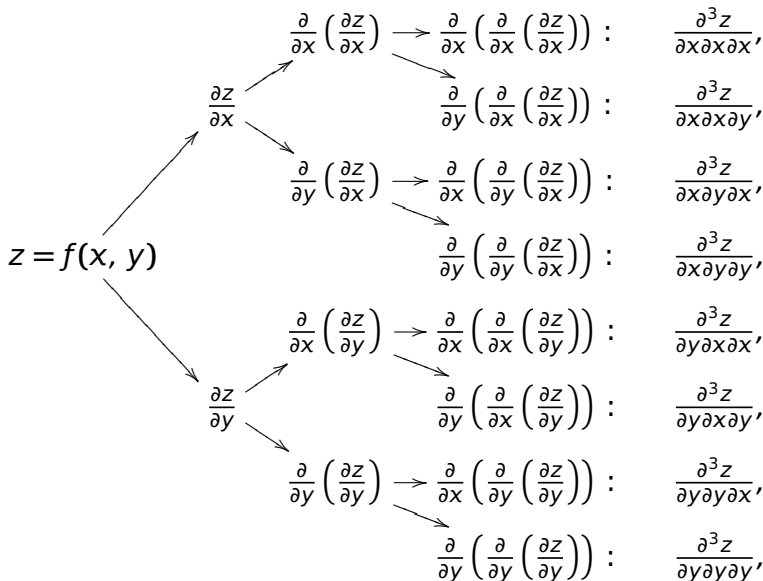 ∂/∂x (∂z/∂x) → ∂/∂x (∂/∂x (∂z/∂x)) : ∂³z/∂x∂x∂x,
∂z/∂x ∂/∂y (∂/∂x (∂z/∂x)) : ∂³z/∂x∂x∂y,
∂/∂y (∂z/∂x) → ∂/∂x (∂/∂y (∂z/∂x)) : ∂³z/∂x∂y∂x,
z = f(x, y) ∂/∂y (∂/∂y (∂z/∂x)) : ∂³z/∂x∂y∂y,
∂/∂x (∂z/∂y) → ∂/∂x (∂/∂x (∂z/∂y)) : ∂³z/∂y∂x∂x,
∂z/∂y ∂/∂y (∂/∂x (∂z/∂y)) : ∂³z/∂y∂x∂y,
∂/∂y (∂z/∂y) → ∂/∂x (∂/∂y (∂z/∂y)) : ∂³z/∂y∂y∂x,
∂/∂y (∂/∂y (∂z/∂y)) : ∂³z/∂y∂y∂y,